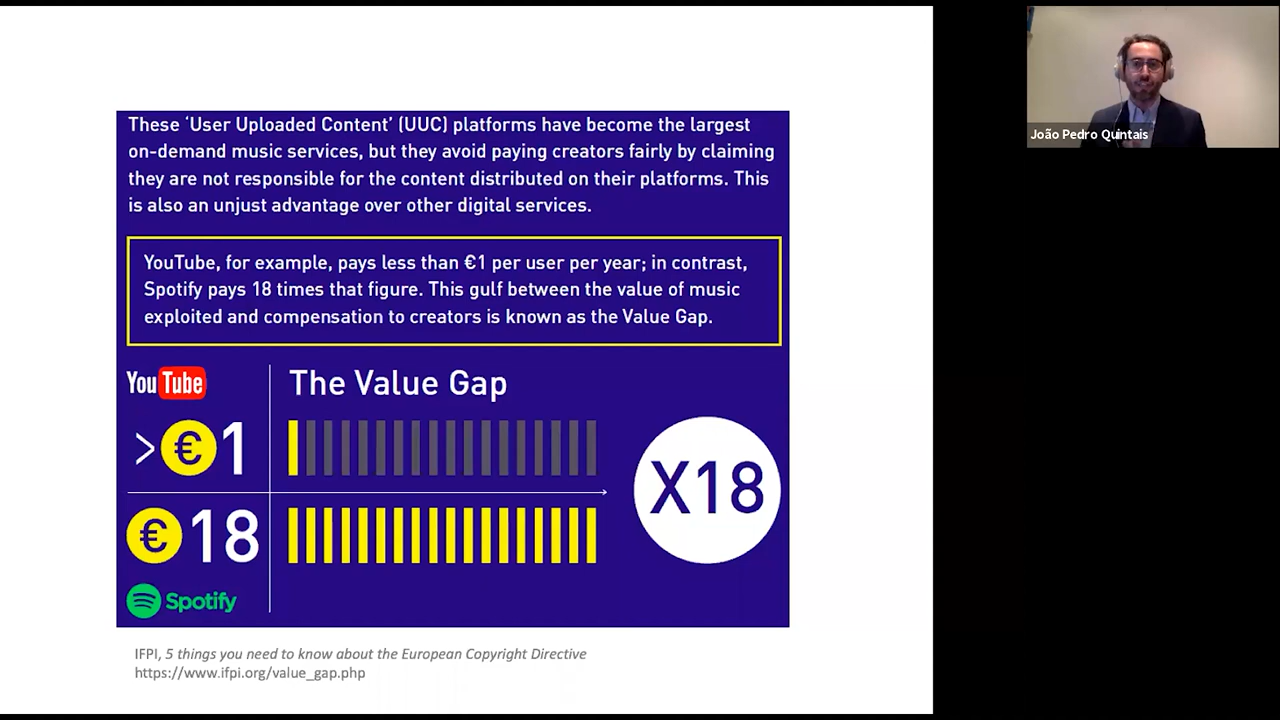 These ‘User Uploaded Content’ (UUC) platforms have become the largest
on-demand music services, but they avoid paying creators fairly by claiming
they are not responsible for the content distributed on their platforms. This
is also an unjust advantage over other digital services.
YouTube, for example, pays less than €1 per user per year; in contrast,
Spotify pays 18 times that figure. This gulf between the value of music
exploited and compensation to creators is known as the Value Gap.
YouTube
The Value Gap
>€1
X18
€18
Spotify
IFPI, 5 things you need to know about the European Copyright Directive
https://www.ifpi.org/value_gap.php
João Pedro Quintais